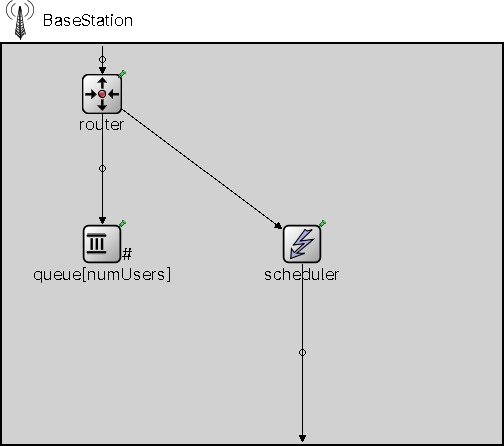 BaseStation
router
#
queue[numUsers]
scheduler